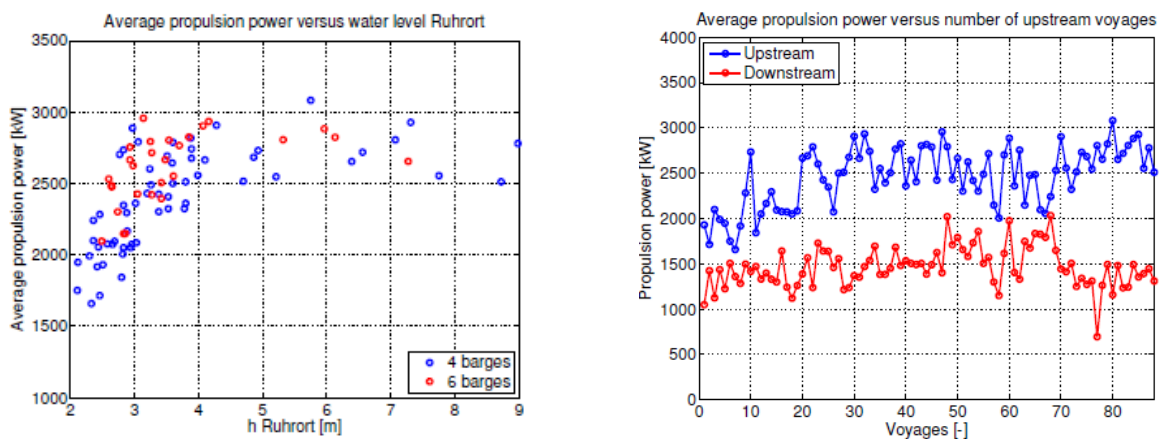 Average propulsion power versus water level Ruhrort
3500
3000
2500
2000
1500
1000
Average propulsion power [kW]
2 3 4 5 6 7 8 9
h Ruhrort [m]
4 barges
6 barges
Average propulsion power versus number of upstream voyages
4000
3500
3000
2500
2000
1500
1000
500
0
Propulsion power [kW]
0 10 20 30 40 50 60 70 80
Voyages [-]
Upstream
Downstream